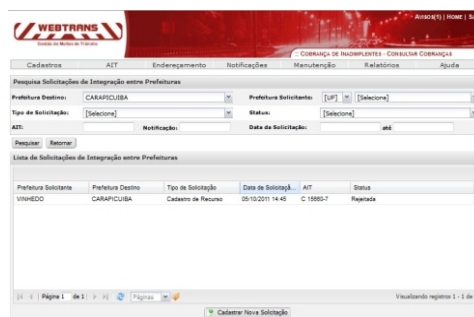 AVISOS(1) | HOME | S
WEBTRANS
Gestão de Multas de Trânsito
:: COBRANÇA DE INADIMPLENTES - CONSULTAR COBRANÇAS
Cadastros AIT Endereçamento Notificações Manutenção Relatórios Ajuda
Pesquisa Solicitações de Integração entre Prefeituras
Prefeitura Destino: CARAPICUIBA Prefeitura Solicitante: [UF] [Selecione]
Tipo de Solicitação: [Selecione] Status: [Selecione]
AIT: Notificação: Data da Solicitação: até
Pesquisar Retornar
Lista de Solicitações de Integração entre Prefeituras
Prefeitura Solicitante Prefeitura Destino Tipo de Solicitação Data de Solicitaçã... AIT Status
VINHEDO CARAPICUIBA Cadastro de Recurso 05/10/2011 14:45 C 15660-7 Rejeitada
Página 1 de 1 Páginas Visualizando registros 1 - 1 de
Cadastrar Nova Solicitação